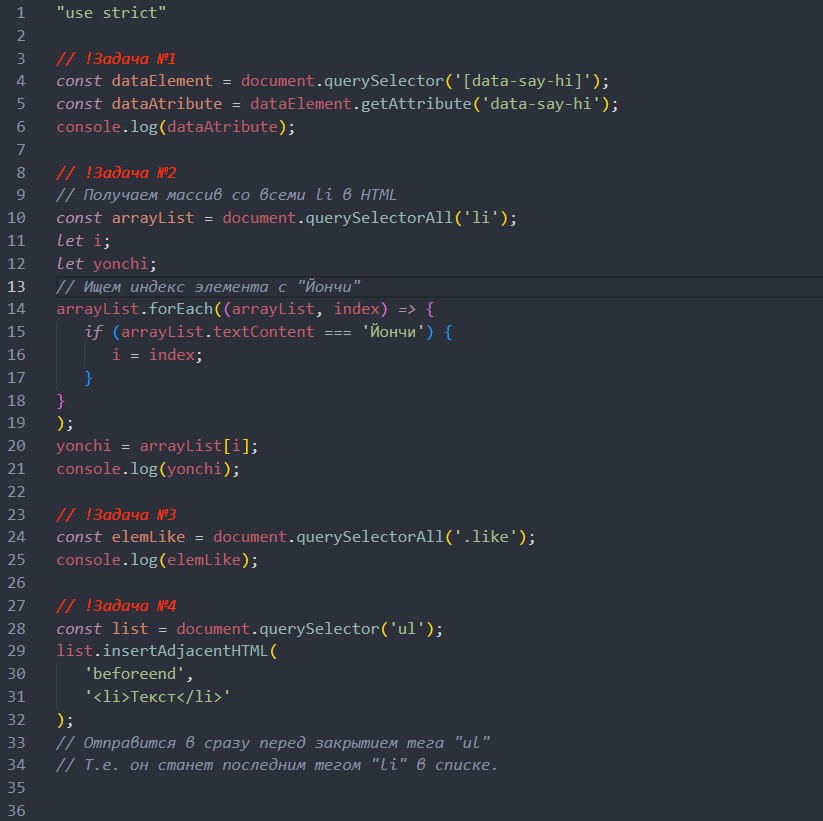 1 "use strict"
2
3 // !Задача №1
4 const dataElement = document.querySelector('[data-say-hi]');
5 const dataAtribute = dataElement.getAttribute('data-say-hi');
6 console.log(dataAtribute);
7
8 // !Задача №2
9 // Получаем массив со всеми li в HTML
10 const arrayList = document.querySelectorAll('li');
11 let i;
12 let yonchi;
13 // Ищем индекс элемента с "Йончи"
14 arrayList.forEach((arrayList, index) => {
15 if (arrayList.textContent === 'Йончи') {
16 i = index;
17 }
18 }
19 );
20 yonchi = arrayList[i];
21 console.log(yonchi);
22
23 // !Задача №3
24 const elemLike = document.querySelectorAll('.like');
25 console.log(elemLike);
26
27 // !Задача №4
28 const list = document.querySelector('ul');
29 list.insertAdjacentHTML(
30 'beforeend',
31 '<li>Текст</li>'
32 );
33 // Отправится в сразу перед закрытием тега "ul"
34 // Т.е. он станет последним тегом "li" в списке.
35
36